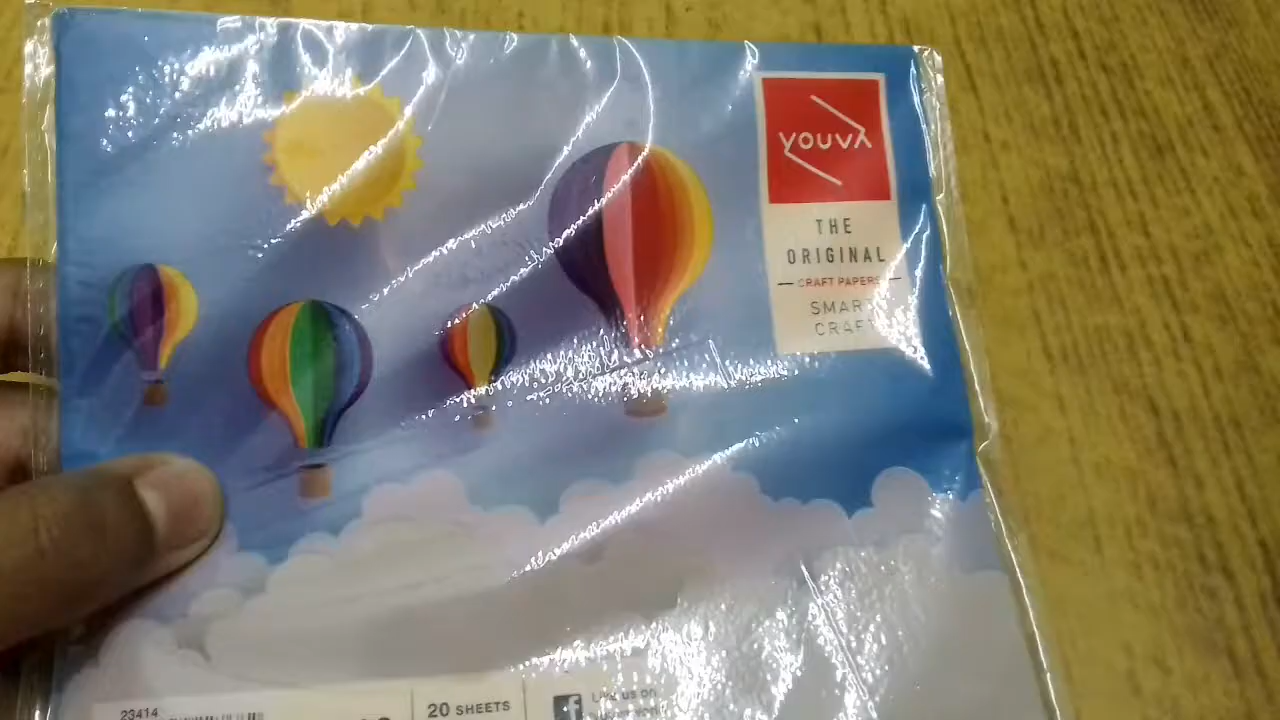 YOUVA
THE
ORIGINAL
CRAFT PAPERS
SMART
CRAFT
23414
20 SHEETS
Like us on